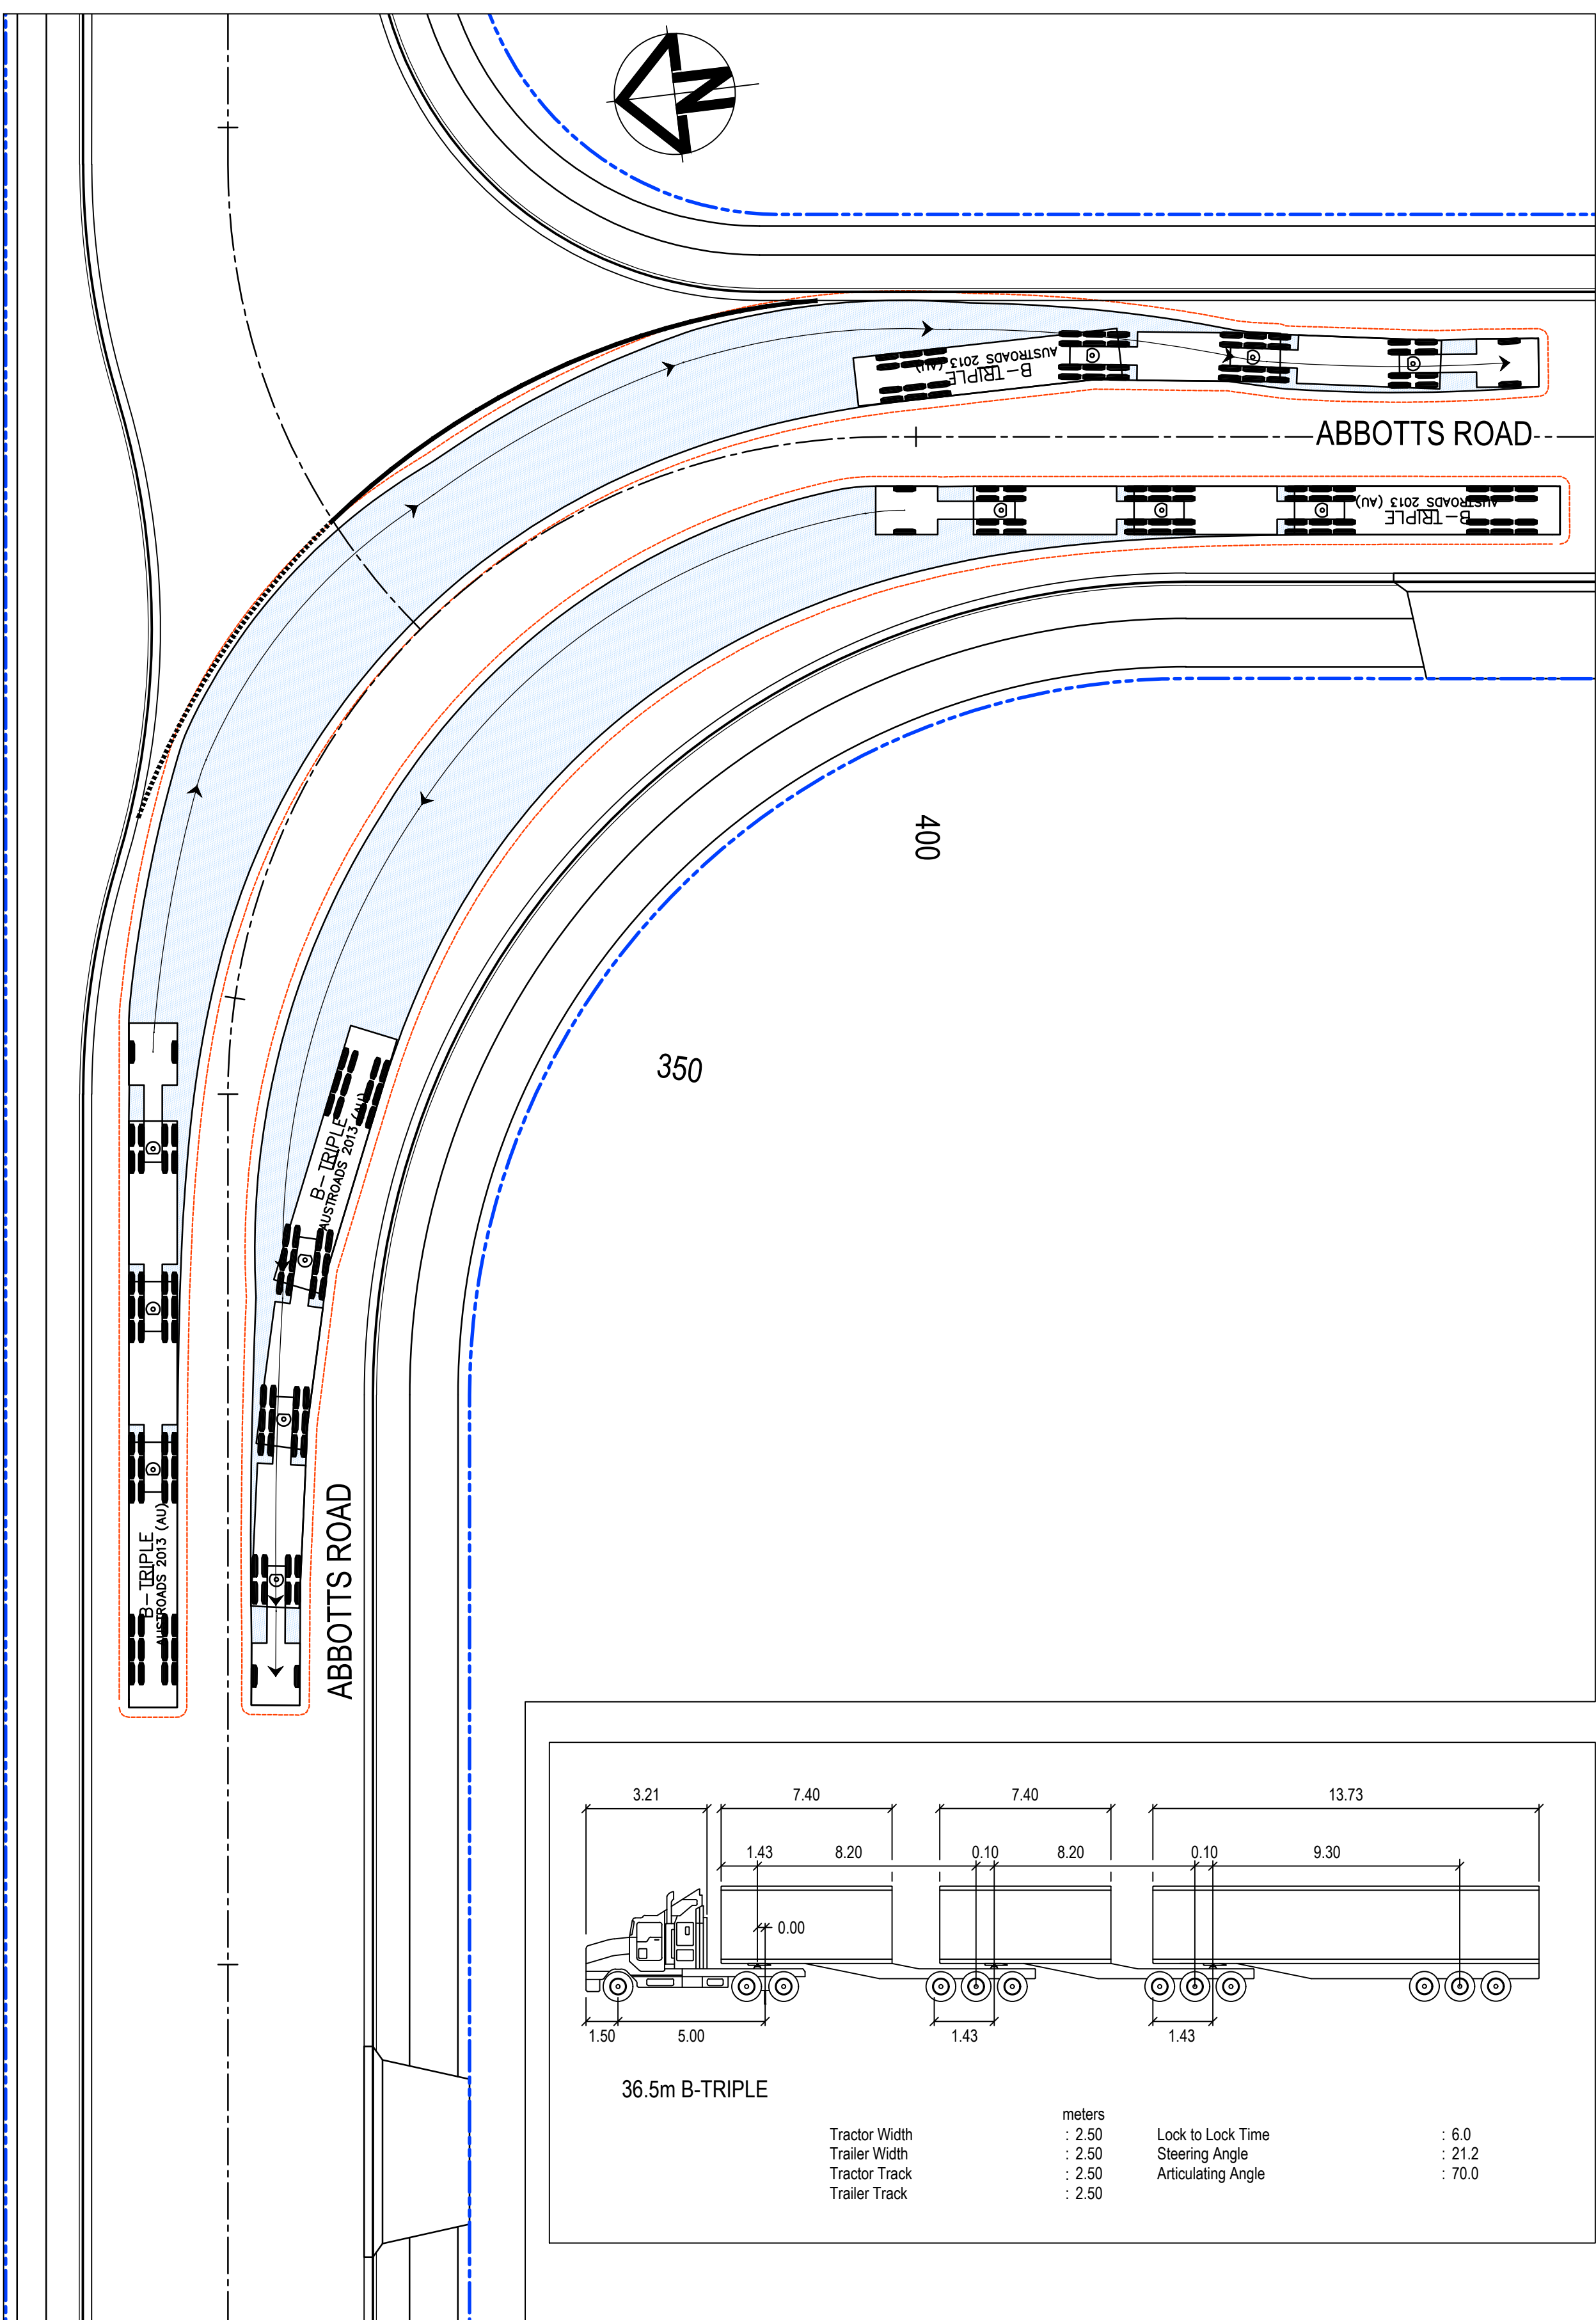 N
B-TRIPLE
AUSTROADS 2013 (AU)
ABBOTTS ROAD
B-TRIPLE
AUSTROADS 2013 (AU)
400
350
B-TRIPLE
AUSTROADS 2013 (AU)
B-TRIPLE
AUSTROADS 2013 (AU)
ABBOTTS ROAD
3.21 7.40 7.40 13.73
1.43 8.20 0.10 8.20 0.10 9.30
0.00
1.50 5.00 1.43 1.43
36.5m B-TRIPLE
meters
Tractor Width : 2.50 Lock to Lock Time : 6.0
Trailer Width : 2.50 Steering Angle : 21.2
Tractor Track : 2.50 Articulating Angle : 70.0
Trailer Track : 2.50